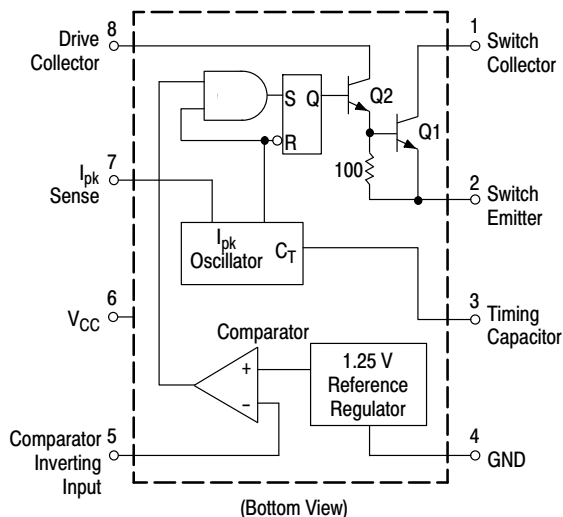 8
Drive
Collector
1
Switch
Collector
S
Q
R
Q2
Q1
100
7
Ipk
Sense
2
Switch
Emitter
Ipk
Oscillator
CT
6
VCC
3
Timing
Capacitor
Comparator
+
–
1.25 V
Reference
Regulator
5
Comparator
Inverting
Input
4
GND
(Bottom View)